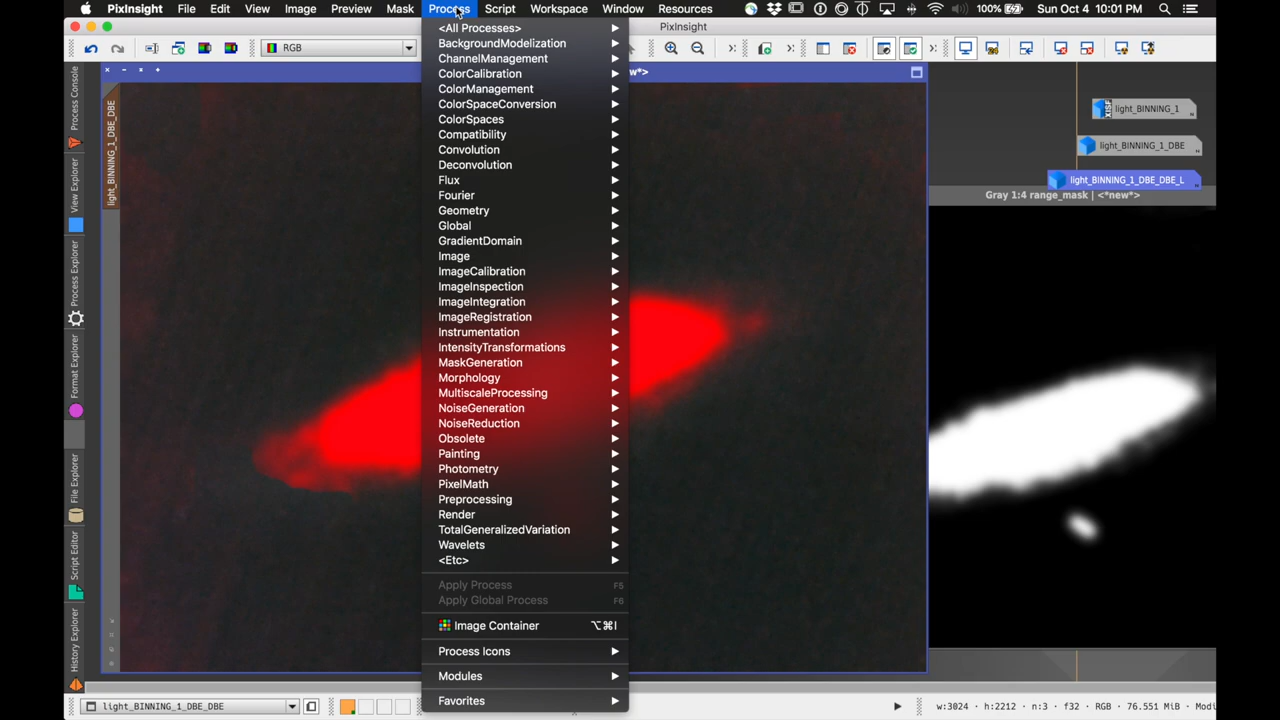 PixInsight File Edit View Image Preview Mask Process Script Workspace Window Resources 100% Sun Oct 4 10:01 PM
PixInsight
RGB
w*>
Process Console
View Explorer
Process Explorer
Format Explorer
File Explorer
Script Editor
History Explorer
light_BINNING_1_DBE_DBE
<All Processes>
BackgroundModelization
ChannelManagement
ColorCalibration
ColorManagement
ColorSpaceConversion
ColorSpaces
Compatibility
Convolution
Deconvolution
Flux
Fourier
Geometry
Global
GradientDomain
Image
ImageCalibration
ImageInspection
ImageIntegration
ImageRegistration
Instrumentation
IntensityTransformations
MaskGeneration
Morphology
MultiscaleProcessing
NoiseGeneration
NoiseReduction
Obsolete
Painting
Photometry
PixelMath
Preprocessing
Render
TotalGeneralizedVariation
Wavelets
<Etc>
Apply Process F5
Apply Global Process F6
Image Container ⌥⌘I
Process Icons
Modules
Favorites
light_BINNING_1
light_BINNING_1_DBE
light_BINNING_1_DBE_DBE_L
Gray 1:4 range_mask | <*new*>
light_BINNING_1_DBE_DBE
w:3024 · h:2212 · n:3 · f32 · RGB · 76.551 MiB · Modi